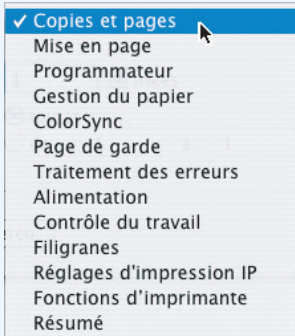 ✓ Copies et pages
Mise en page
Programmateur
Gestion du papier
ColorSync
Page de garde
Traitement des erreurs
Alimentation
Contrôle du travail
Filigranes
Réglages d'impression IP
Fonctions d’imprimante
Résumé